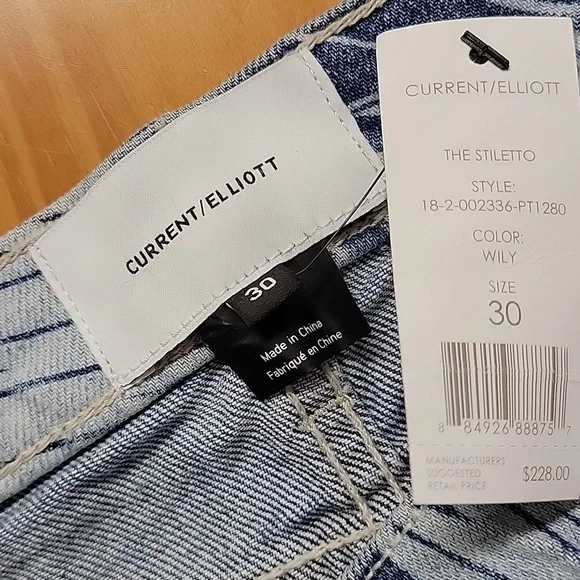 CURRENT/ELLIOTT
30
Made in China
Fabriqué en Chine
CURRENT/ELLIOTT
THE STILETTO
STYLE:
18-2-002336-PT1280
COLOR:
WILY
SIZE
30
8 84926 88875 7
MANUFACTURERS
SUGGESTED
RETAIL PRICE
$228.00